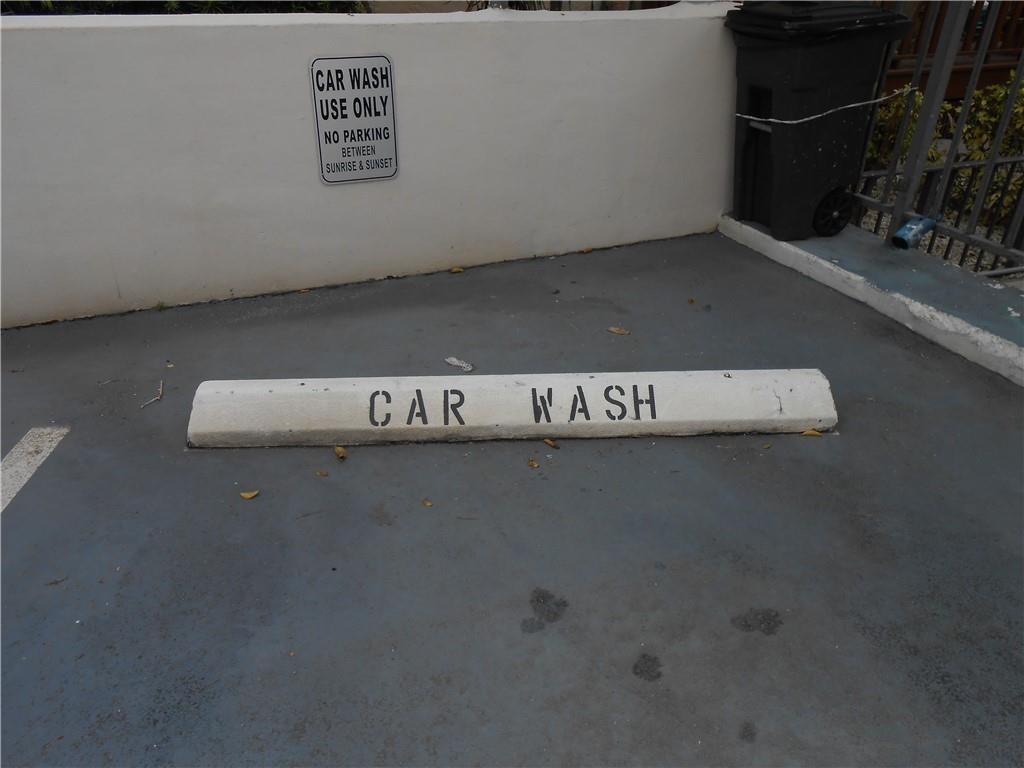 CAR WASH
USE ONLY
NO PARKING
BETWEEN
SUNRISE & SUNSET
CAR WASH